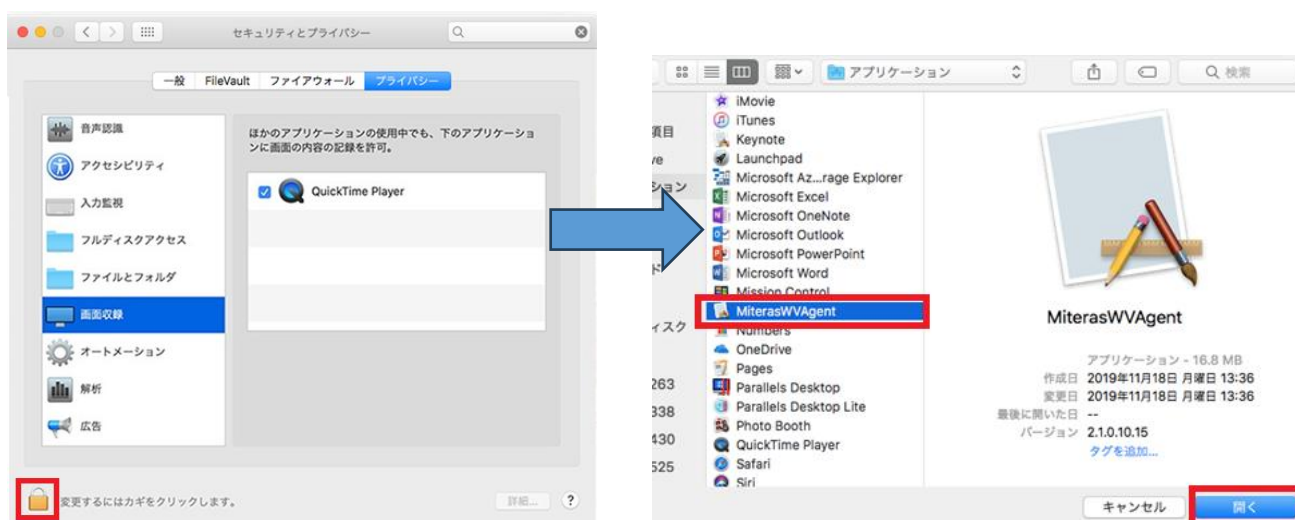 セキュリティとプライバシー
一般 FileVault ファイアウォール プライバシー
音声認識
アクセシビリティ
入力監視
フルディスクアクセス
ファイルとフォルダ
画面収録
オートメーション
解析
広告
ほかのアプリケーションの使用中でも、下のアプリケーショ
ンに画面の内容の記録を許可。
QuickTime Player
変更するにはカギをクリックします。
詳細... ?
アプリケーション
検索
項目
ve
ション
ド
ィスク
263
338
430
525
iMovie
iTunes
Keynote
Launchpad
Microsoft Az...rage Explorer
Microsoft Excel
Microsoft OneNote
Microsoft Outlook
Microsoft PowerPoint
Microsoft Word
Mission Control
MiterasWVAgent
Numbers
OneDrive
Pages
Parallels Desktop
Parallels Desktop Lite
Photo Booth
QuickTime Player
Safari
Siri
MiterasWVAgent
アプリケーション - 16.8 MB
作成日 2019年11月18日 月曜日 13:36
変更日 2019年11月18日 月曜日 13:36
最後に開いた日 --
バージョン 2.1.0.10.15
タグを追加...
キャンセル 開く